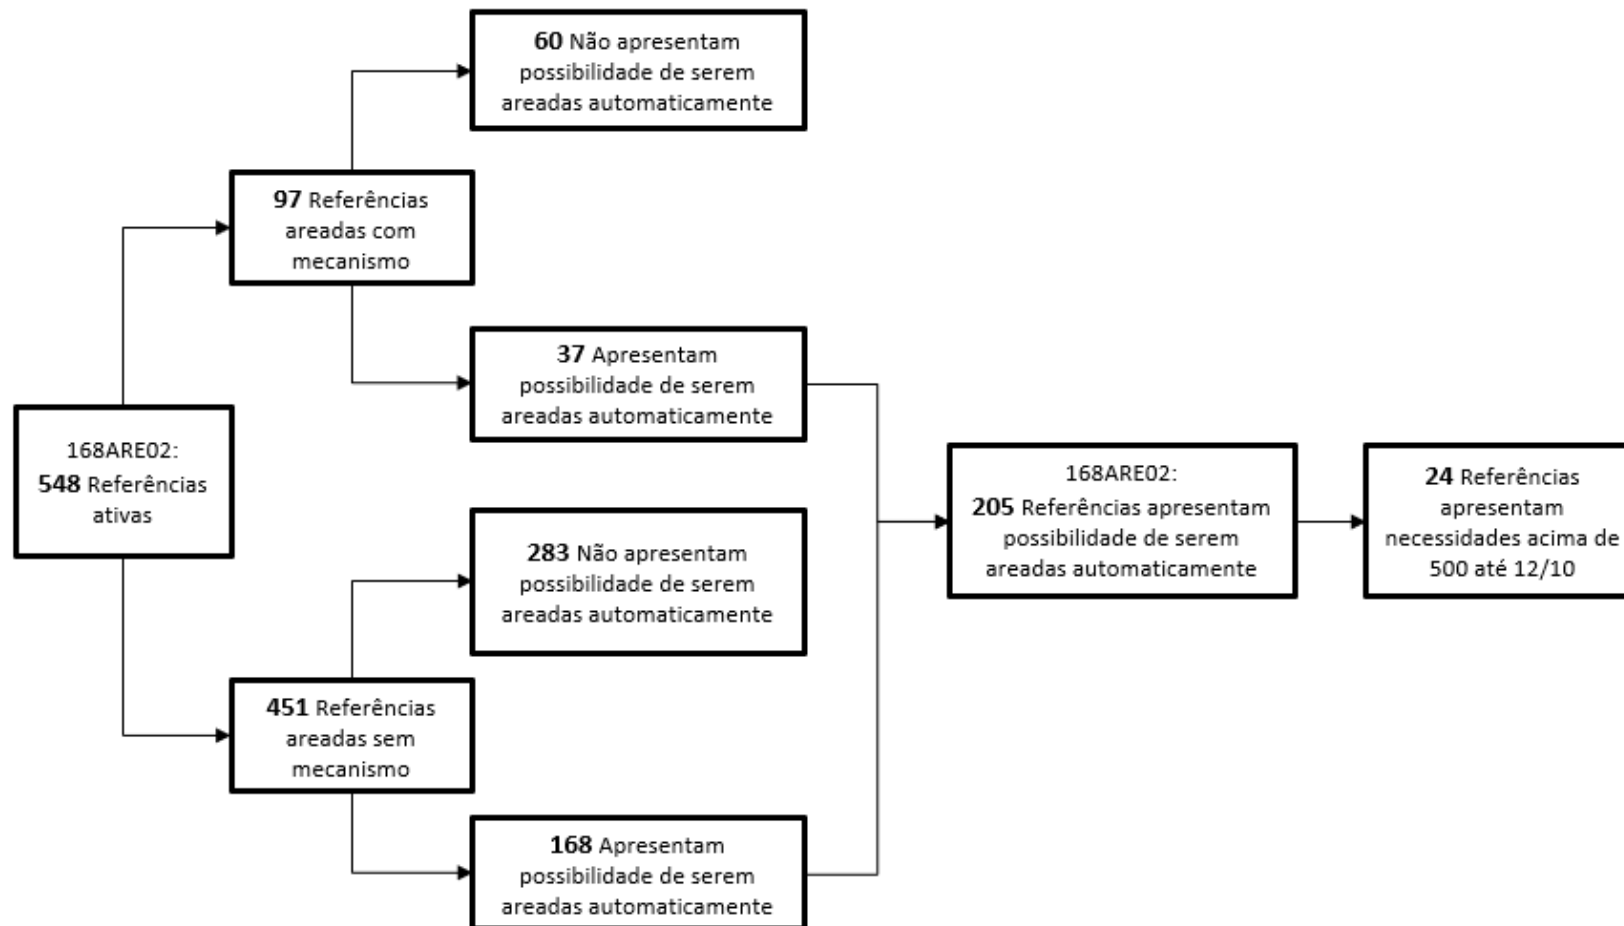 60 Não apresentam
possibilidade de serem
areadas automaticamente
97 Referências
areadas com
mecanismo
37 Apresentam
possibilidade de serem
areadas automaticamente
168ARE02:
548 Referências
ativas
168ARE02:
205 Referências apresentam
possibilidade de serem
areadas automaticamente
24 Referências
apresentam
necessidades acima de
500 até 12/10
283 Não apresentam
possibilidade de serem
areadas automaticamente
451 Referências
areadas sem
mecanismo
168 Apresentam
possibilidade de serem
areadas automaticamente